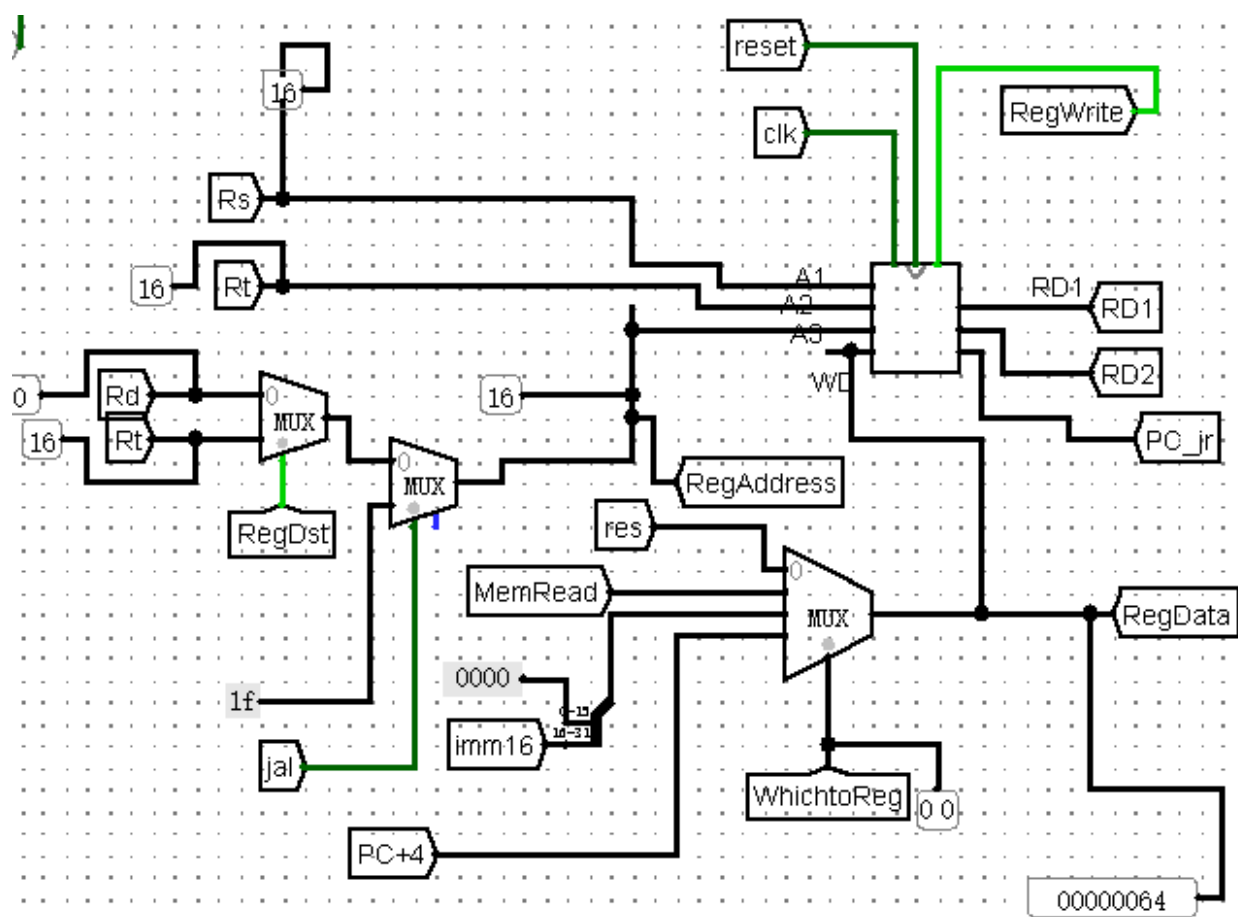 reset
16
RegWrite
clk
Rs
A1
16
Rt
RD1
RD1
A2
A3
WD
RD2
0
Rd
0
16
PC_jr
16
Rt
MUX
0
MUX
RegAddress
RegDst
res
0
MemRead
MUX
RegData
0000
1f
0-15
16-31
imm16
jal
WhichtoReg
0 0
PC+4
00000064